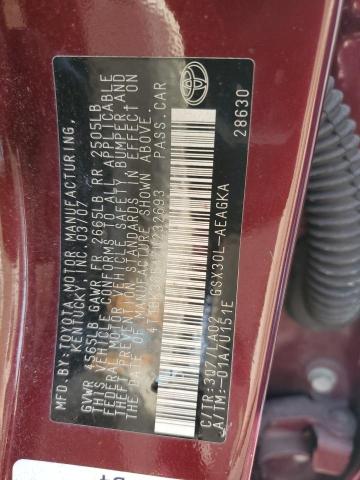 MFD. BY: TOYOTA MOTOR MANUFACTURING,
KENTUCKY, INC. 03/07
GVWR 4565LB GAWR FR 2665LB RR 2505LB
THIS VEHICLE CONFORMS TO ALL APPLICABLE
FEDERAL MOTOR VEHICLE SAFETY, BUMPER, AND
THEFT PREVENTION STANDARDS IN EFFECT ON
THE DATE OF MANUFACTURE SHOWN ABOVE.
PASS.CAR
C/TR:3Q7/LA02 GSX30L-AEAGKA
A/TM:-01A/U151E
28630